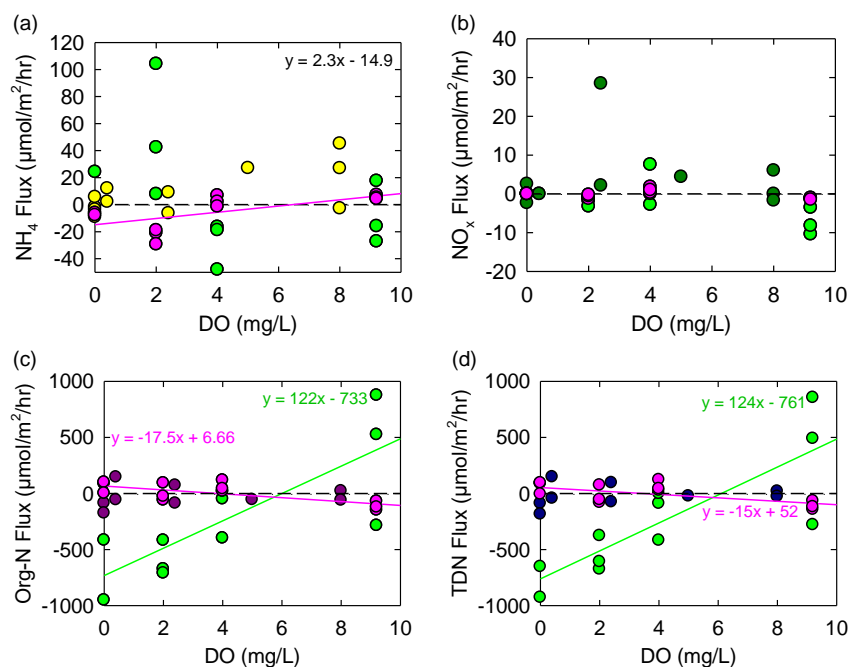 (a)
120
100
80
60
40
20
0
-20
-40
NH4 Flux (µmol/m²/hr)
y = 2.3x - 14.9
0 2 4 6 8 10
DO (mg/L)
(b)
40
30
20
10
0
-10
-20
NOx Flux (µmol/m²/hr)
0 2 4 6 8 10
DO (mg/L)
(c)
1000
500
0
-500
-1000
Org-N Flux (µmol/m²/hr)
y = 122x - 733
y = -17.5x + 6.66
0 2 4 6 8 10
DO (mg/L)
(d)
1000
500
0
-500
-1000
TDN Flux (µmol/m²/hr)
y = 124x - 761
y = -15x + 52
0 2 4 6 8 10
DO (mg/L)